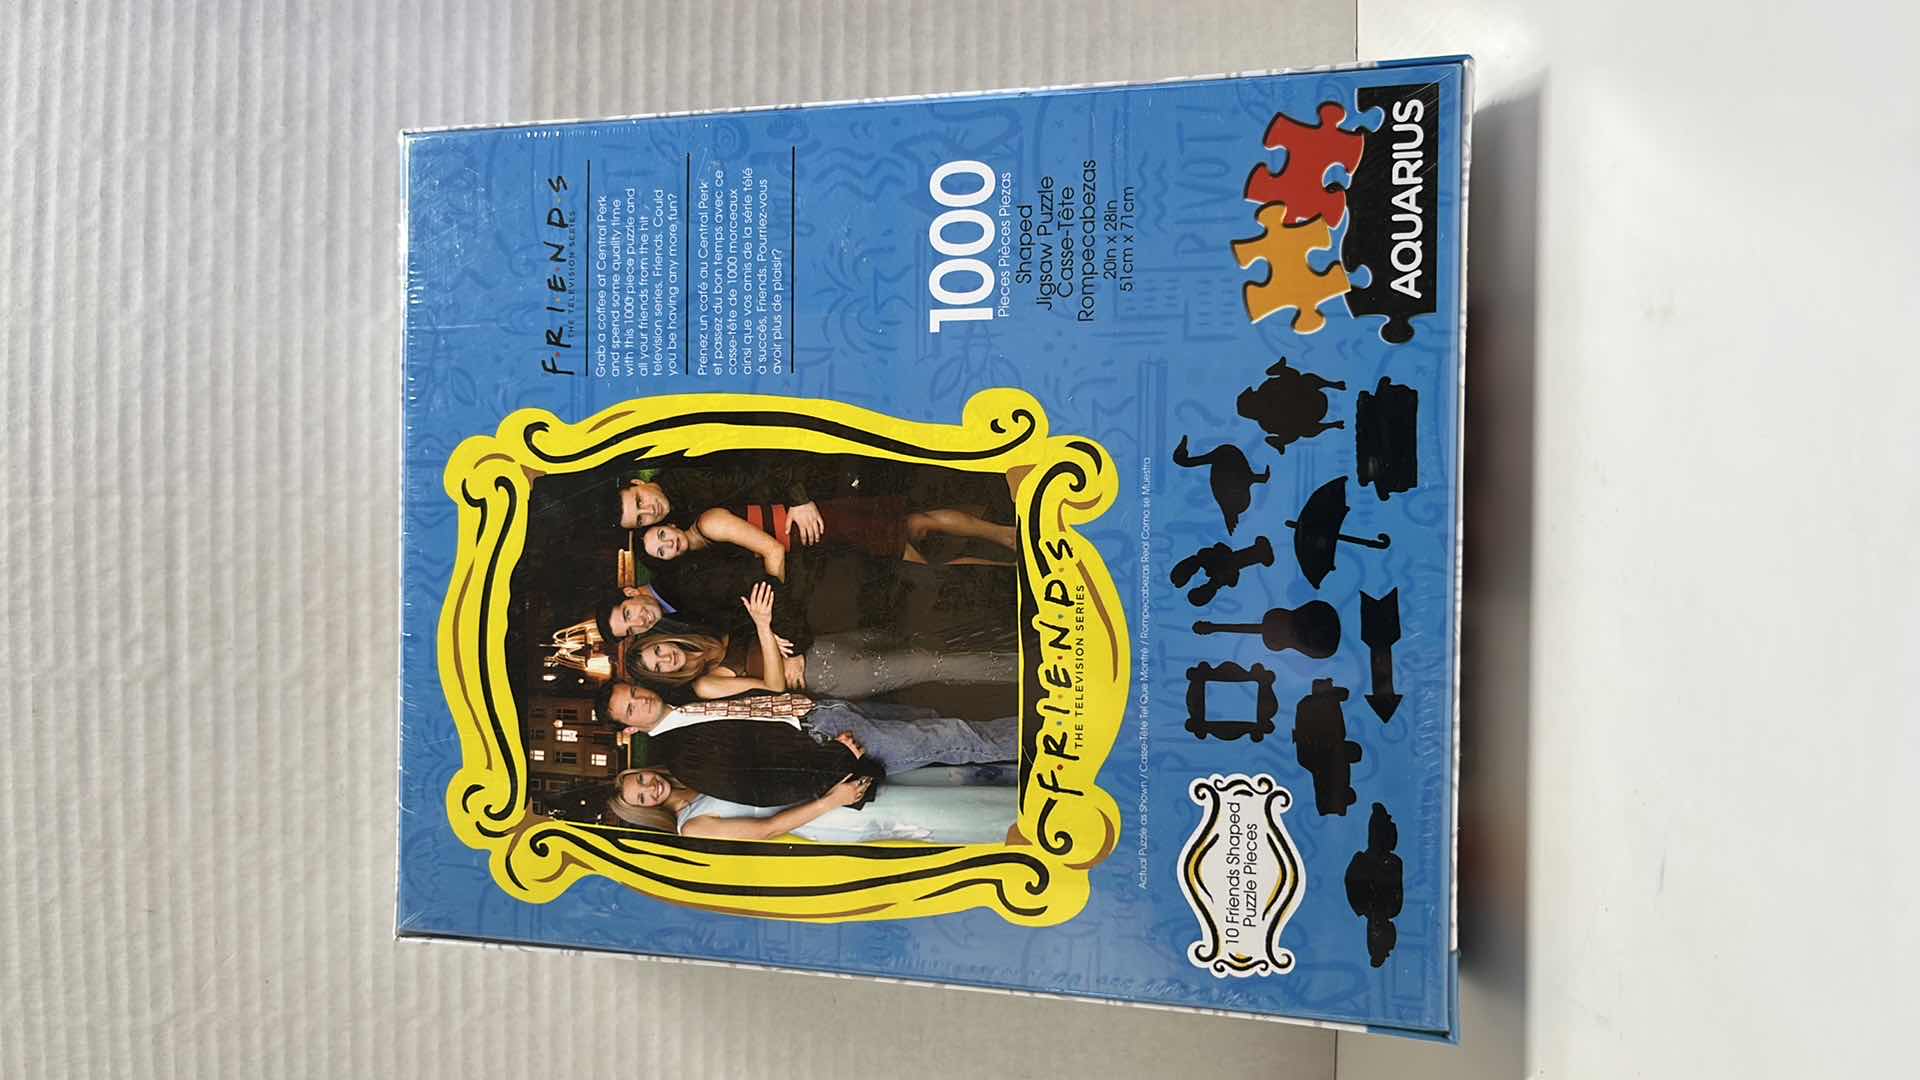 F·R·I·E·N·D·S
THE TELEVISION SERIES
Grab a coffee at Central Perk
and spend some quality time
with this 1000 piece puzzle and
all your friends from the hit
television series, Friends. Could
you be having any more fun?
Prenez un café au Central Perk
et passez du bon temps avec ce
casse-tête de 1000 morceaux
ainsi que vos amis de la série télé
à succès, Friends. Pourriez-vous
avoir plus de plaisir?
1000
Pieces Pièces Piezas
Shaped
Jigsaw Puzzle
Casse-Tête
Rompecabezas
20in x 28in
51cm x 71cm
F·R·I·E·N·D·S
THE TELEVISION SERIES
Actual Puzzle as Shown / Casse-Tête Tel Que Montré / Rompecabezas Real Como se Muestra
10 Friends Shaped
Puzzle Pieces
AQUARIUS
PIVOT!